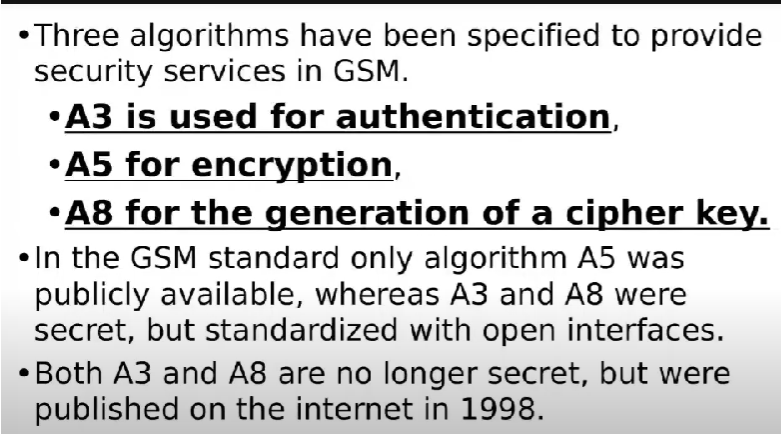 •Three algorithms have been specified to provide
security services in GSM.
•A3 is used for authentication,
•A5 for encryption,
•A8 for the generation of a cipher key.
•In the GSM standard only algorithm A5 was
publicly available, whereas A3 and A8 were
secret, but standardized with open interfaces.
•Both A3 and A8 are no longer secret, but were
published on the internet in 1998.